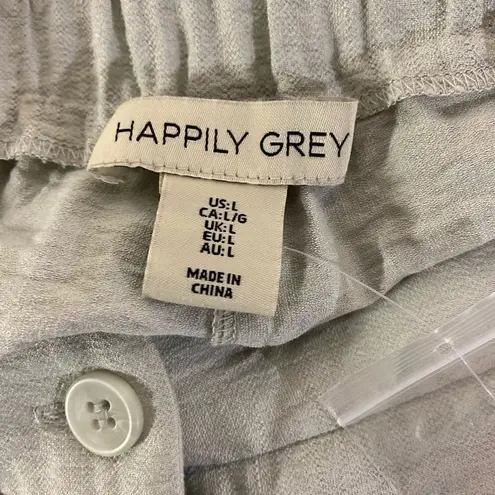 HAPPILY GREY
US:L
CA:L/G
UK:L
EU:L
AU:L
MADE IN
CHINA